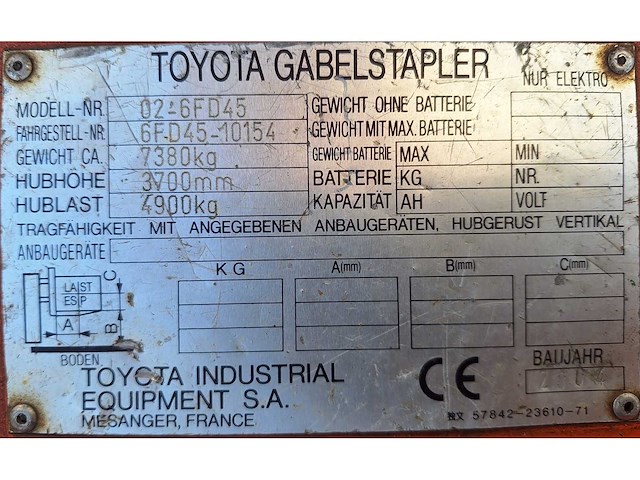 TOYOTA GABELSTAPLER
NUR ELEKTRO
MODELL-NR. 02-6FD45 GEWICHT OHNE BATTERIE
FAHRGESTELL-NR. 6FD45-10154 GEWICHT MIT MAX. BATTERIE
GEWICHT CA. 7380kg GEWICHT BATTERIE MAX MIN
HUBHÖHE 3700mm BATTERIE KG NR.
HUBLAST 4900kg KAPAZITÄT AH VOLT
TRAGFAHIGKEIT MIT ANGEGEBENEN ANBAUGERÄTEN, HUBGERUST VERTIKAL
ANBAUGERÄTE -
KG A(mm) B(mm) C(mm)
C
LAIST
ESP
A
B
BODEN
BAUJAHR
TOYOTA INDUSTRIAL
EQUIPMENT S.A.
MESANGER, FRANCE
CE
57842-23610-71